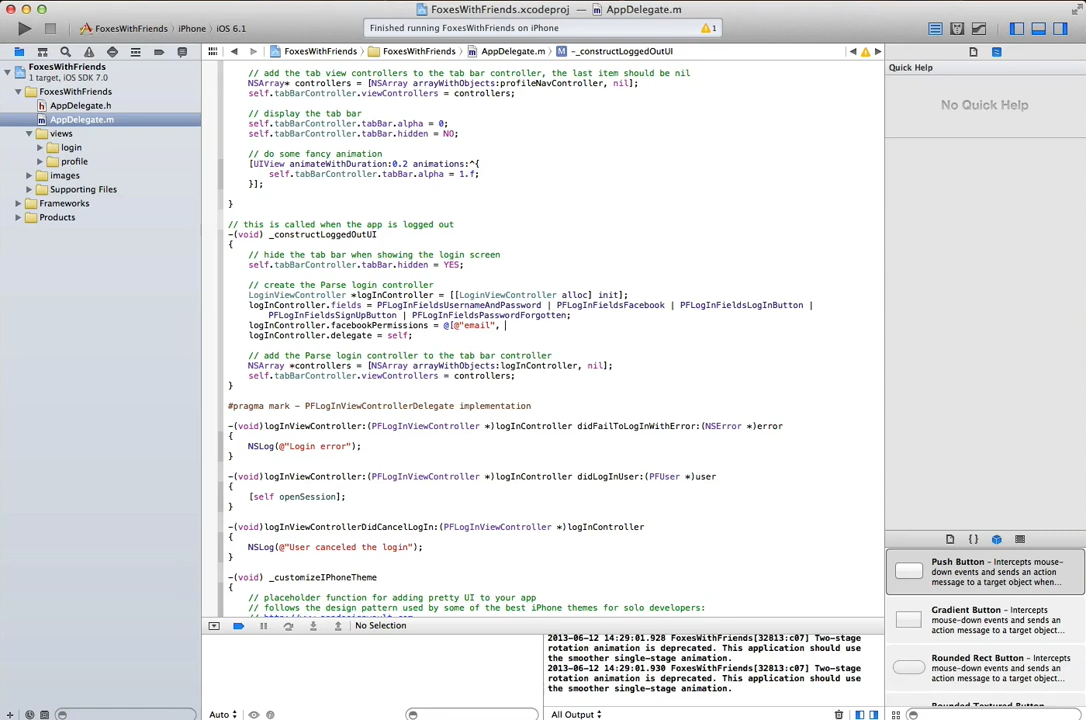 FoxesWithFriends.xcodeproj — AppDelegate.m
FoxesWithFriends iPhone iOS 6.1
Finished running FoxesWithFriends on iPhone 1
FoxesWithFriends FoxesWithFriends AppDelegate.m -_constructLoggedOutUI
FoxesWithFriends
1 target, iOS SDK 7.0
FoxesWithFriends
AppDelegate.h
AppDelegate.m
views
login
profile
images
Supporting Files
Frameworks
Products
// add the tab view controllers to the tab bar controller, the last item should be nil
NSArray* controllers = [NSArray arrayWithObjects:profileNavController, nil];
self.tabBarController.viewControllers = controllers;
// display the tab bar
self.tabBarController.tabBar.alpha = 0;
self.tabBarController.tabBar.hidden = NO;
// do some fancy animation
[UIView animateWithDuration:0.2 animations:^{
self.tabBarController.tabBar.alpha = 1.f;
}];
}
// this is called when the app is logged out
-(void) _constructLoggedOutUI
{
// hide the tab bar when showing the login screen
self.tabBarController.tabBar.hidden = YES;
// create the Parse login controller
LoginViewController *logInController = [[LoginViewController alloc] init];
logInController.fields = PFLogInFieldsUsernameAndPassword | PFLogInFieldsFacebook | PFLogInFieldsLogInButton |
PFLogInFieldsSignUpButton | PFLogInFieldsPasswordForgotten;
logInController.facebookPermissions = @[@"email",
logInController.delegate = self;
// add the Parse login controller to the tab bar controller
NSArray *controllers = [NSArray arrayWithObjects:logInController, nil];
self.tabBarController.viewControllers = controllers;
}
#pragma mark - PFLogInViewControllerDelegate implementation
-(void)logInViewController:(PFLogInViewController *)logInController didFailToLogInWithError:(NSError *)error
{
NSLog(@"Login error");
}
-(void)logInViewController:(PFLogInViewController *)logInController didLogInUser:(PFUser *)user
{
[self openSession];
}
-(void)logInViewControllerDidCancelLogIn:(PFLogInViewController *)logInController
{
NSLog(@"User canceled the login");
}
-(void) _customizeIPhoneTheme
{
// placeholder function for adding pretty UI to your app
// follows the design pattern used by some of the best iPhone themes for solo developers:
No Selection
2013-06-12 14:29:01.928 FoxesWithFriends[32813:c07] Two-stage
rotation animation is deprecated. This application should use
the smoother single-stage animation.
2013-06-12 14:29:01.930 FoxesWithFriends[32813:c07] Two-stage
rotation animation is deprecated. This application should use
the smoother single-stage animation.
Auto
All Output
Quick Help
No Quick Help
Push Button - Intercepts mouse-
down events and sends an action
message to a target object when...
Gradient Button - Intercepts
mouse-down events and sends an
action message to a target object...
Rounded Rect Button - Intercepts
mouse-down events and sends an
action message to a target object...